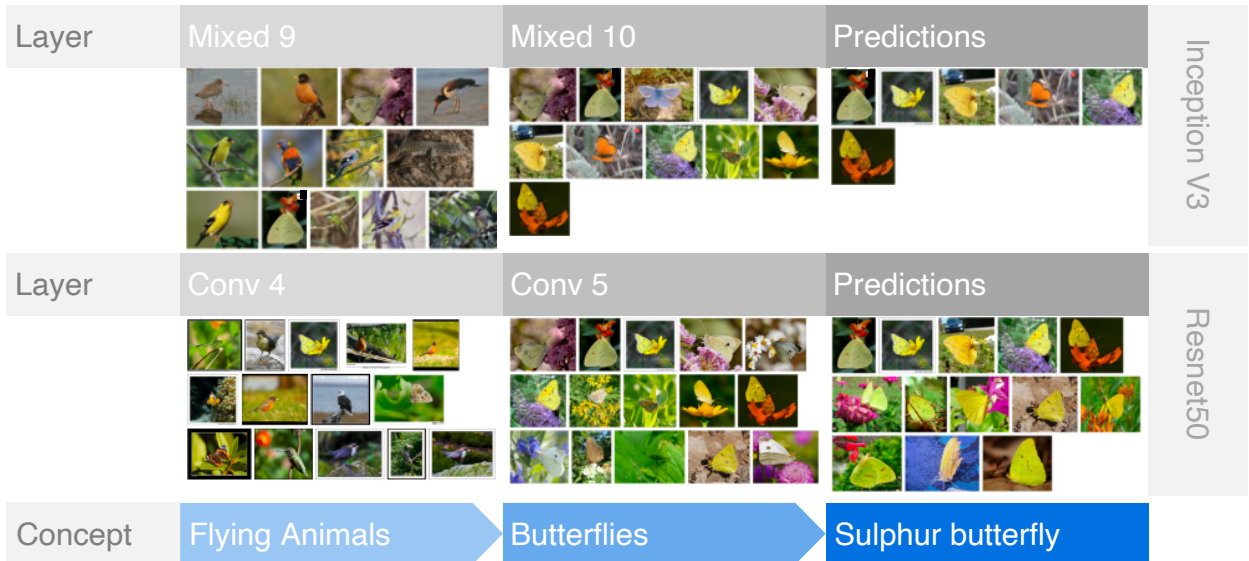 Layer
Mixed 9
Mixed 10
Predictions
Inception V3
Layer
Conv 4
Conv 5
Predictions
Resnet50
Concept
Flying Animals
Butterflies
Sulphur butterfly